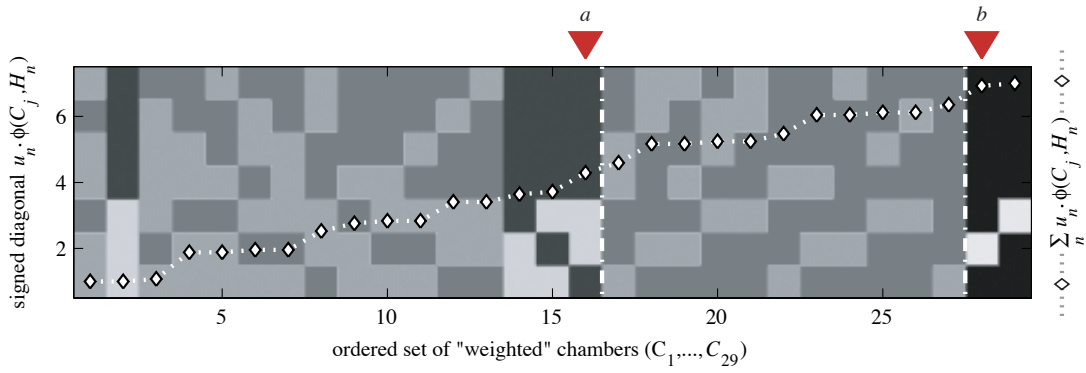 a b
signed diagonal u_n·ϕ(C_j,H_n)
6
4
2
5 10 15 20 25
ordered set of "weighted" chambers (C_1,...,C_29)
∑_n u_n·ϕ(C_j,H_n)